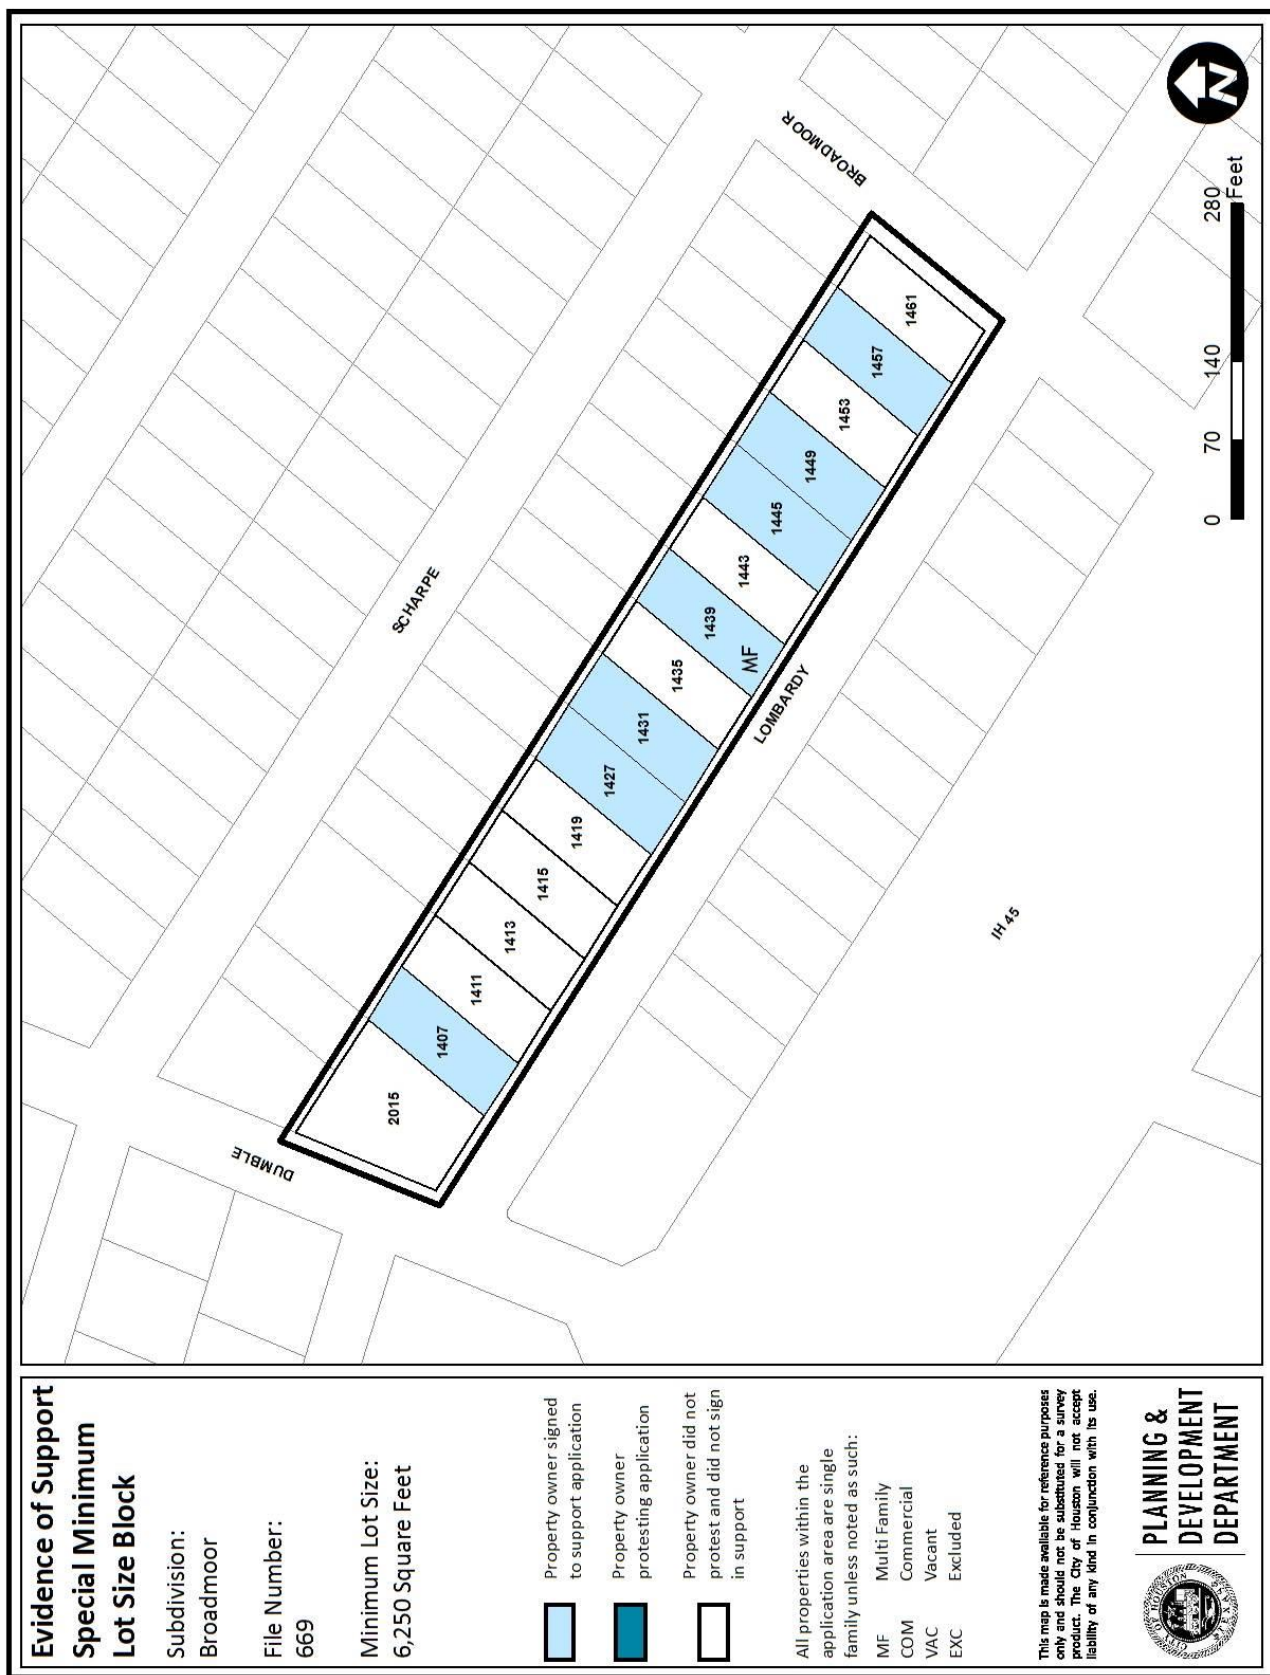 Evidence of Support
Special Minimum
Lot Size Block
Subdivision:
Broadmoor
File Number:
669
Minimum Lot Size:
6,250 Square Feet
Property owner signed
to support application
Property owner
protesting application
Property owner did not
protest and did not sign
in support
All properties within the
application area are single
family unless noted as such:
MF Multi Family
COM Commercial
VAC Vacant
EXC Excluded
This map is made available for reference purposes
only and should not be substituted for a survey
product. The City of Houston will not accept
liability of any kind in conjunction with its use.
PLANNING &
DEVELOPMENT
DEPARTMENT
DUMBLE
SCHARPE
BROADMOOR
LOMBARDY
IH 45
2015
1407
1411
1413
1415
1419
1427
1431
1435
1439
MF
1443
1445
1449
1453
1457
1461
N
0 70 140 280
Feet